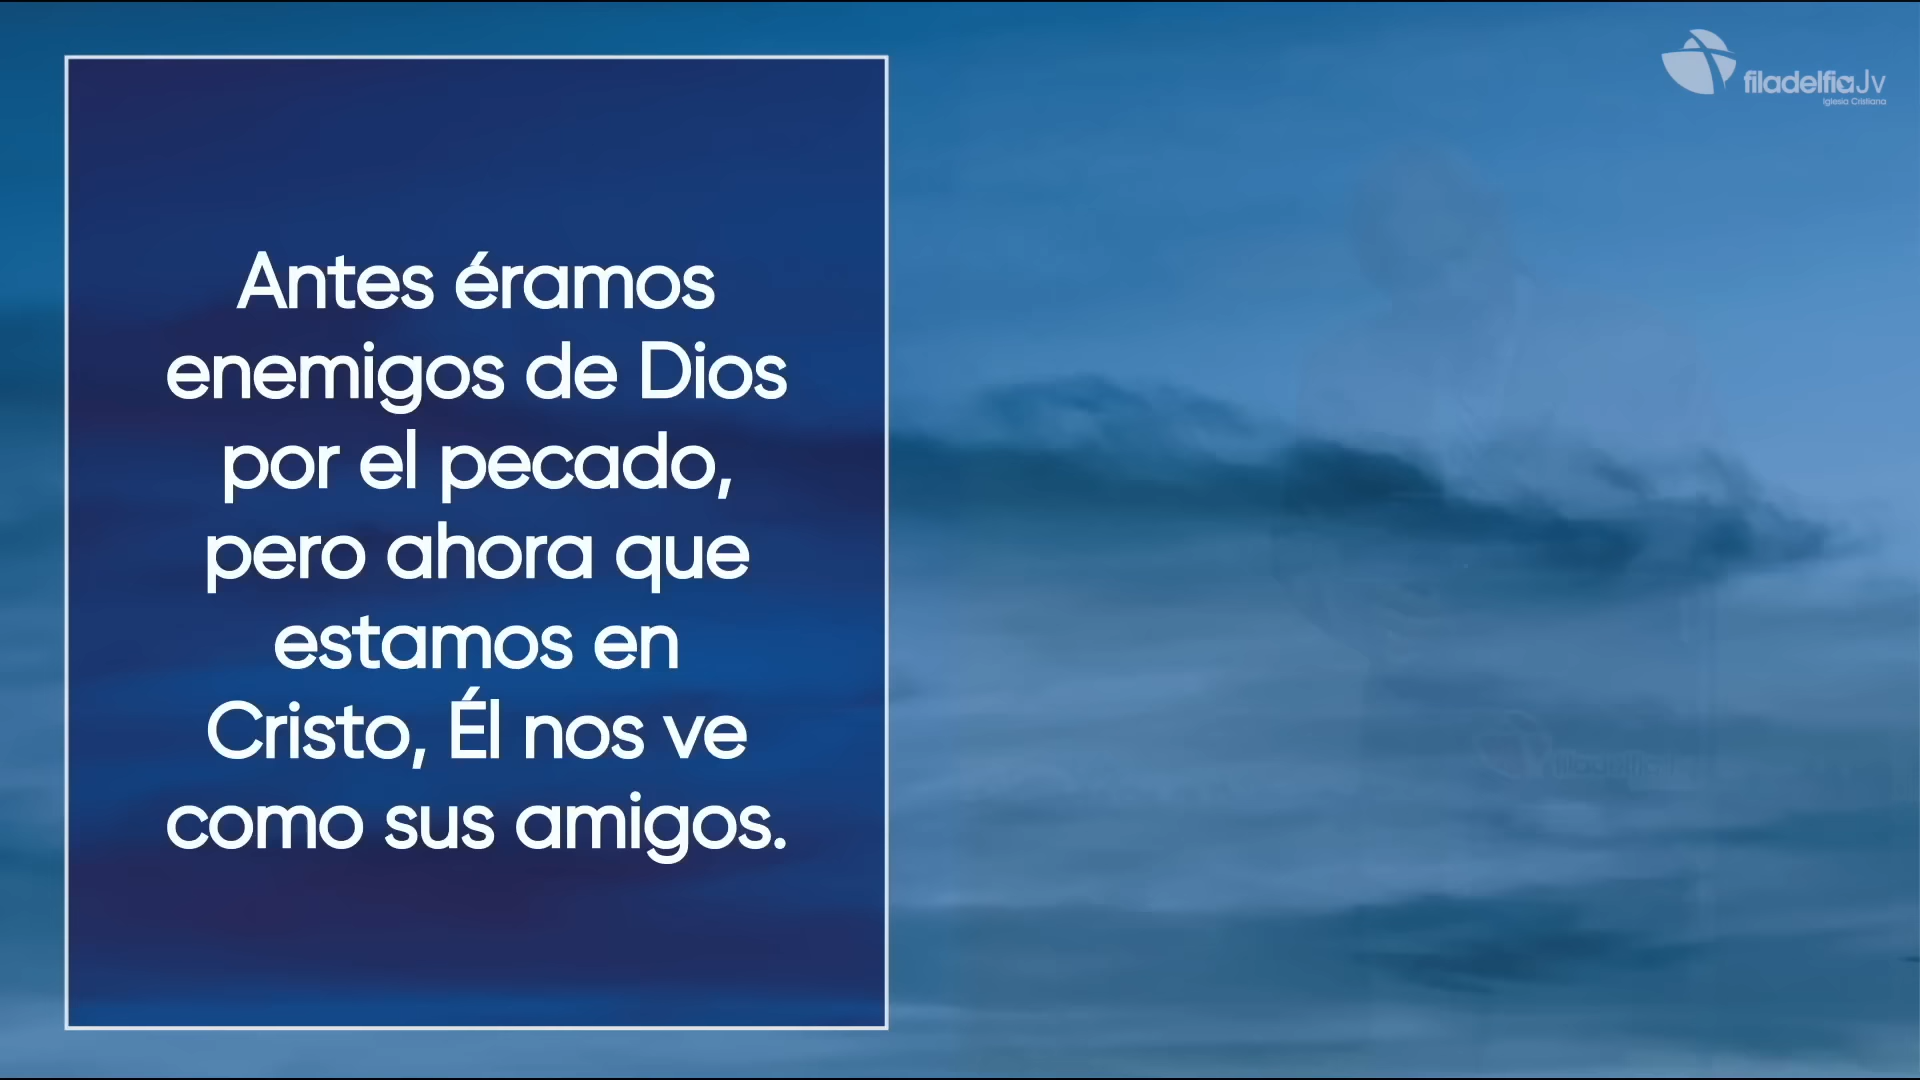 Antes éramos
enemigos de Dios
por el pecado,
pero ahora que
estamos en
Cristo, Él nos ve
como sus amigos.
filadelfiaJv
Iglesia Cristiana